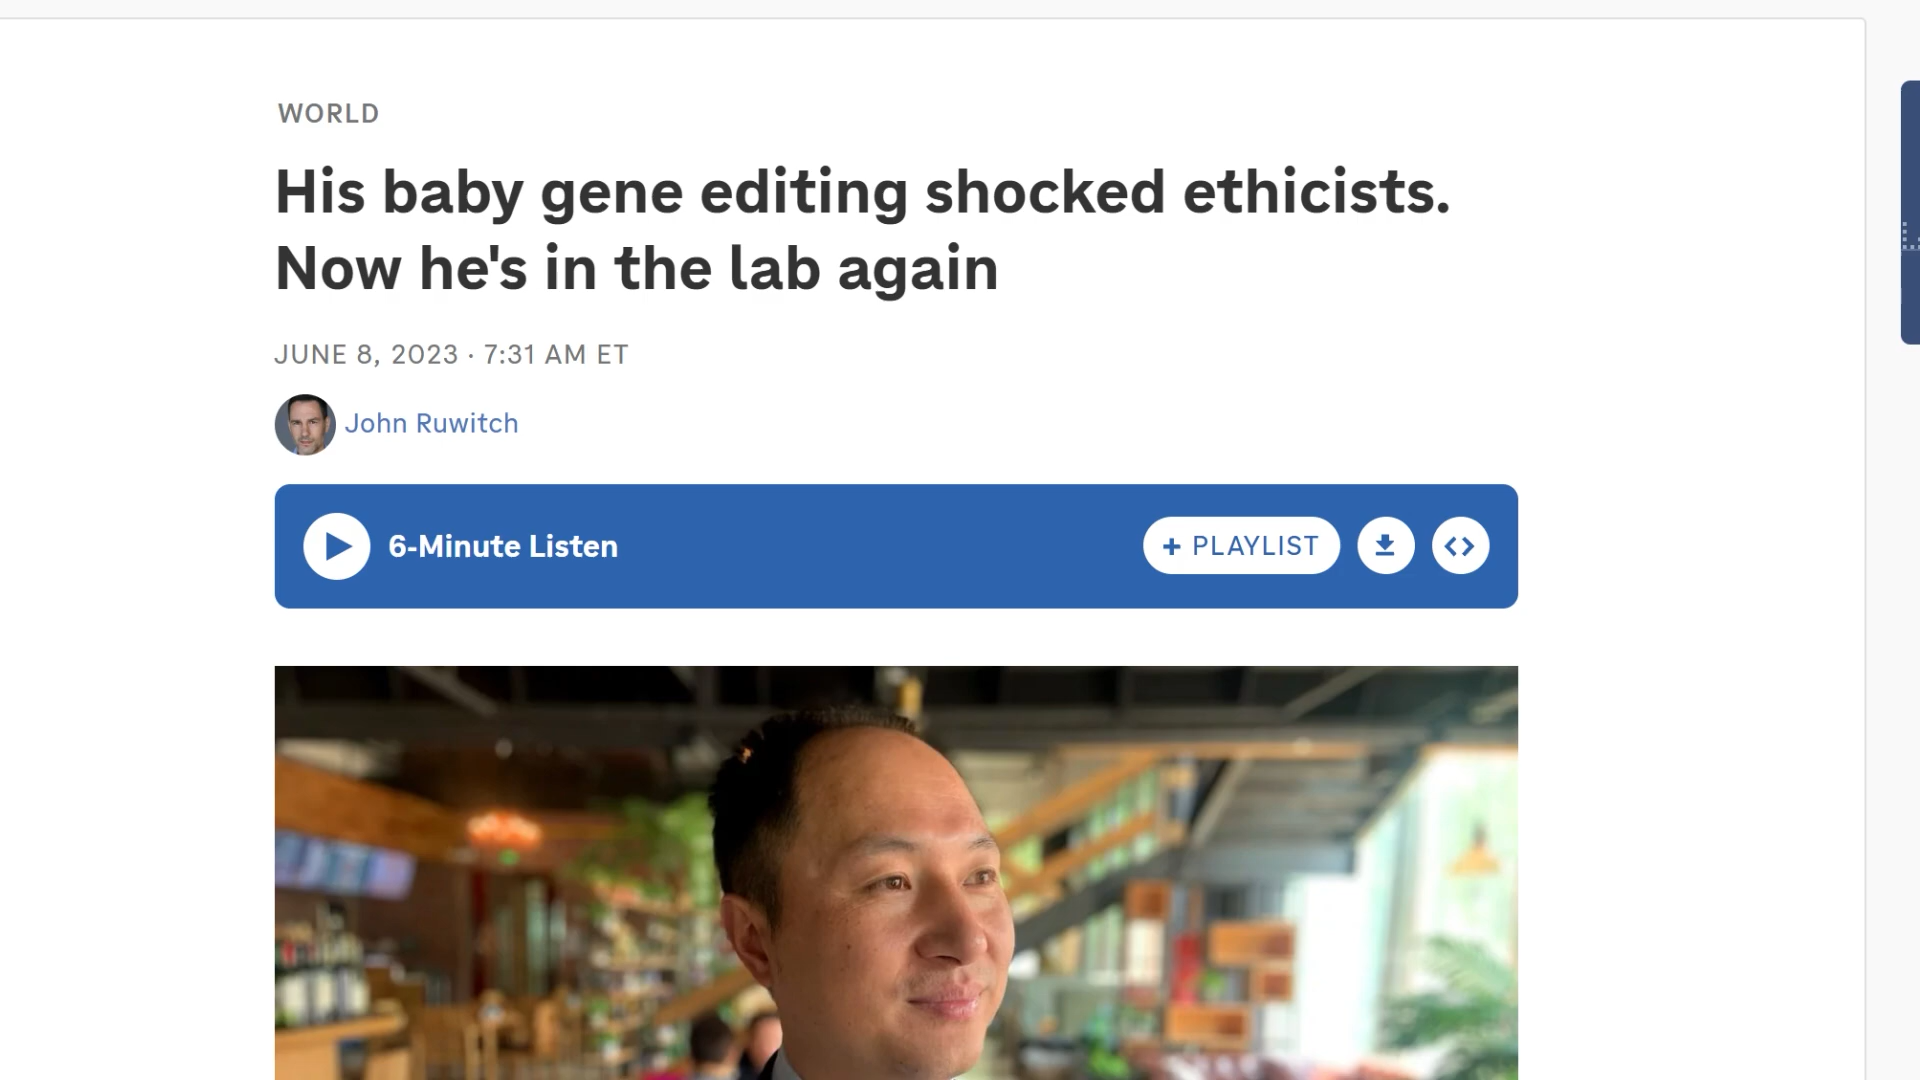 WORLD
His baby gene editing shocked ethicists.
Now he's in the lab again
JUNE 8, 2023 · 7:31 AM ET
John Ruwitch
6-Minute Listen
+ PLAYLIST